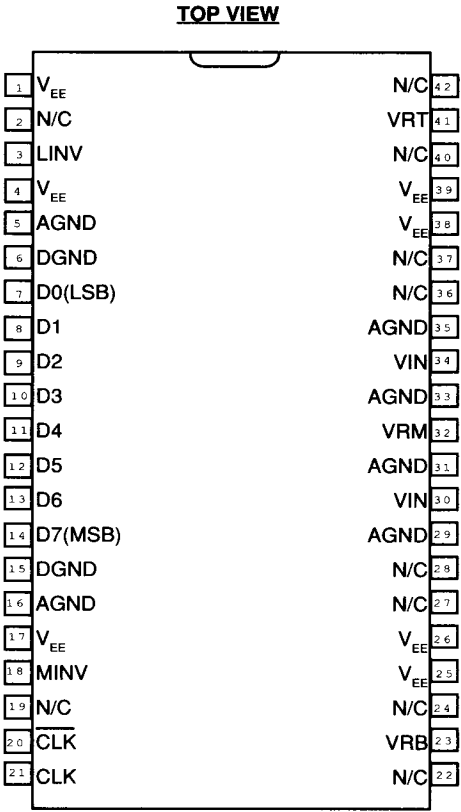 TOP VIEW
1 VEE N/C 42
2 N/C VRT 41
3 LINV N/C 40
4 VEE VEE 39
5 AGND VEE 38
6 DGND N/C 37
7 D0(LSB) N/C 36
8 D1 AGND 35
9 D2 VIN 34
10 D3 AGND 33
11 D4 VRM 32
12 D5 AGND 31
13 D6 VIN 30
14 D7(MSB) AGND 29
15 DGND N/C 28
16 AGND N/C 27
17 VEE VEE 26
18 MINV VEE 25
19 N/C N/C 24
20 C̅L̅K̅ VRB 23
21 CLK N/C 22